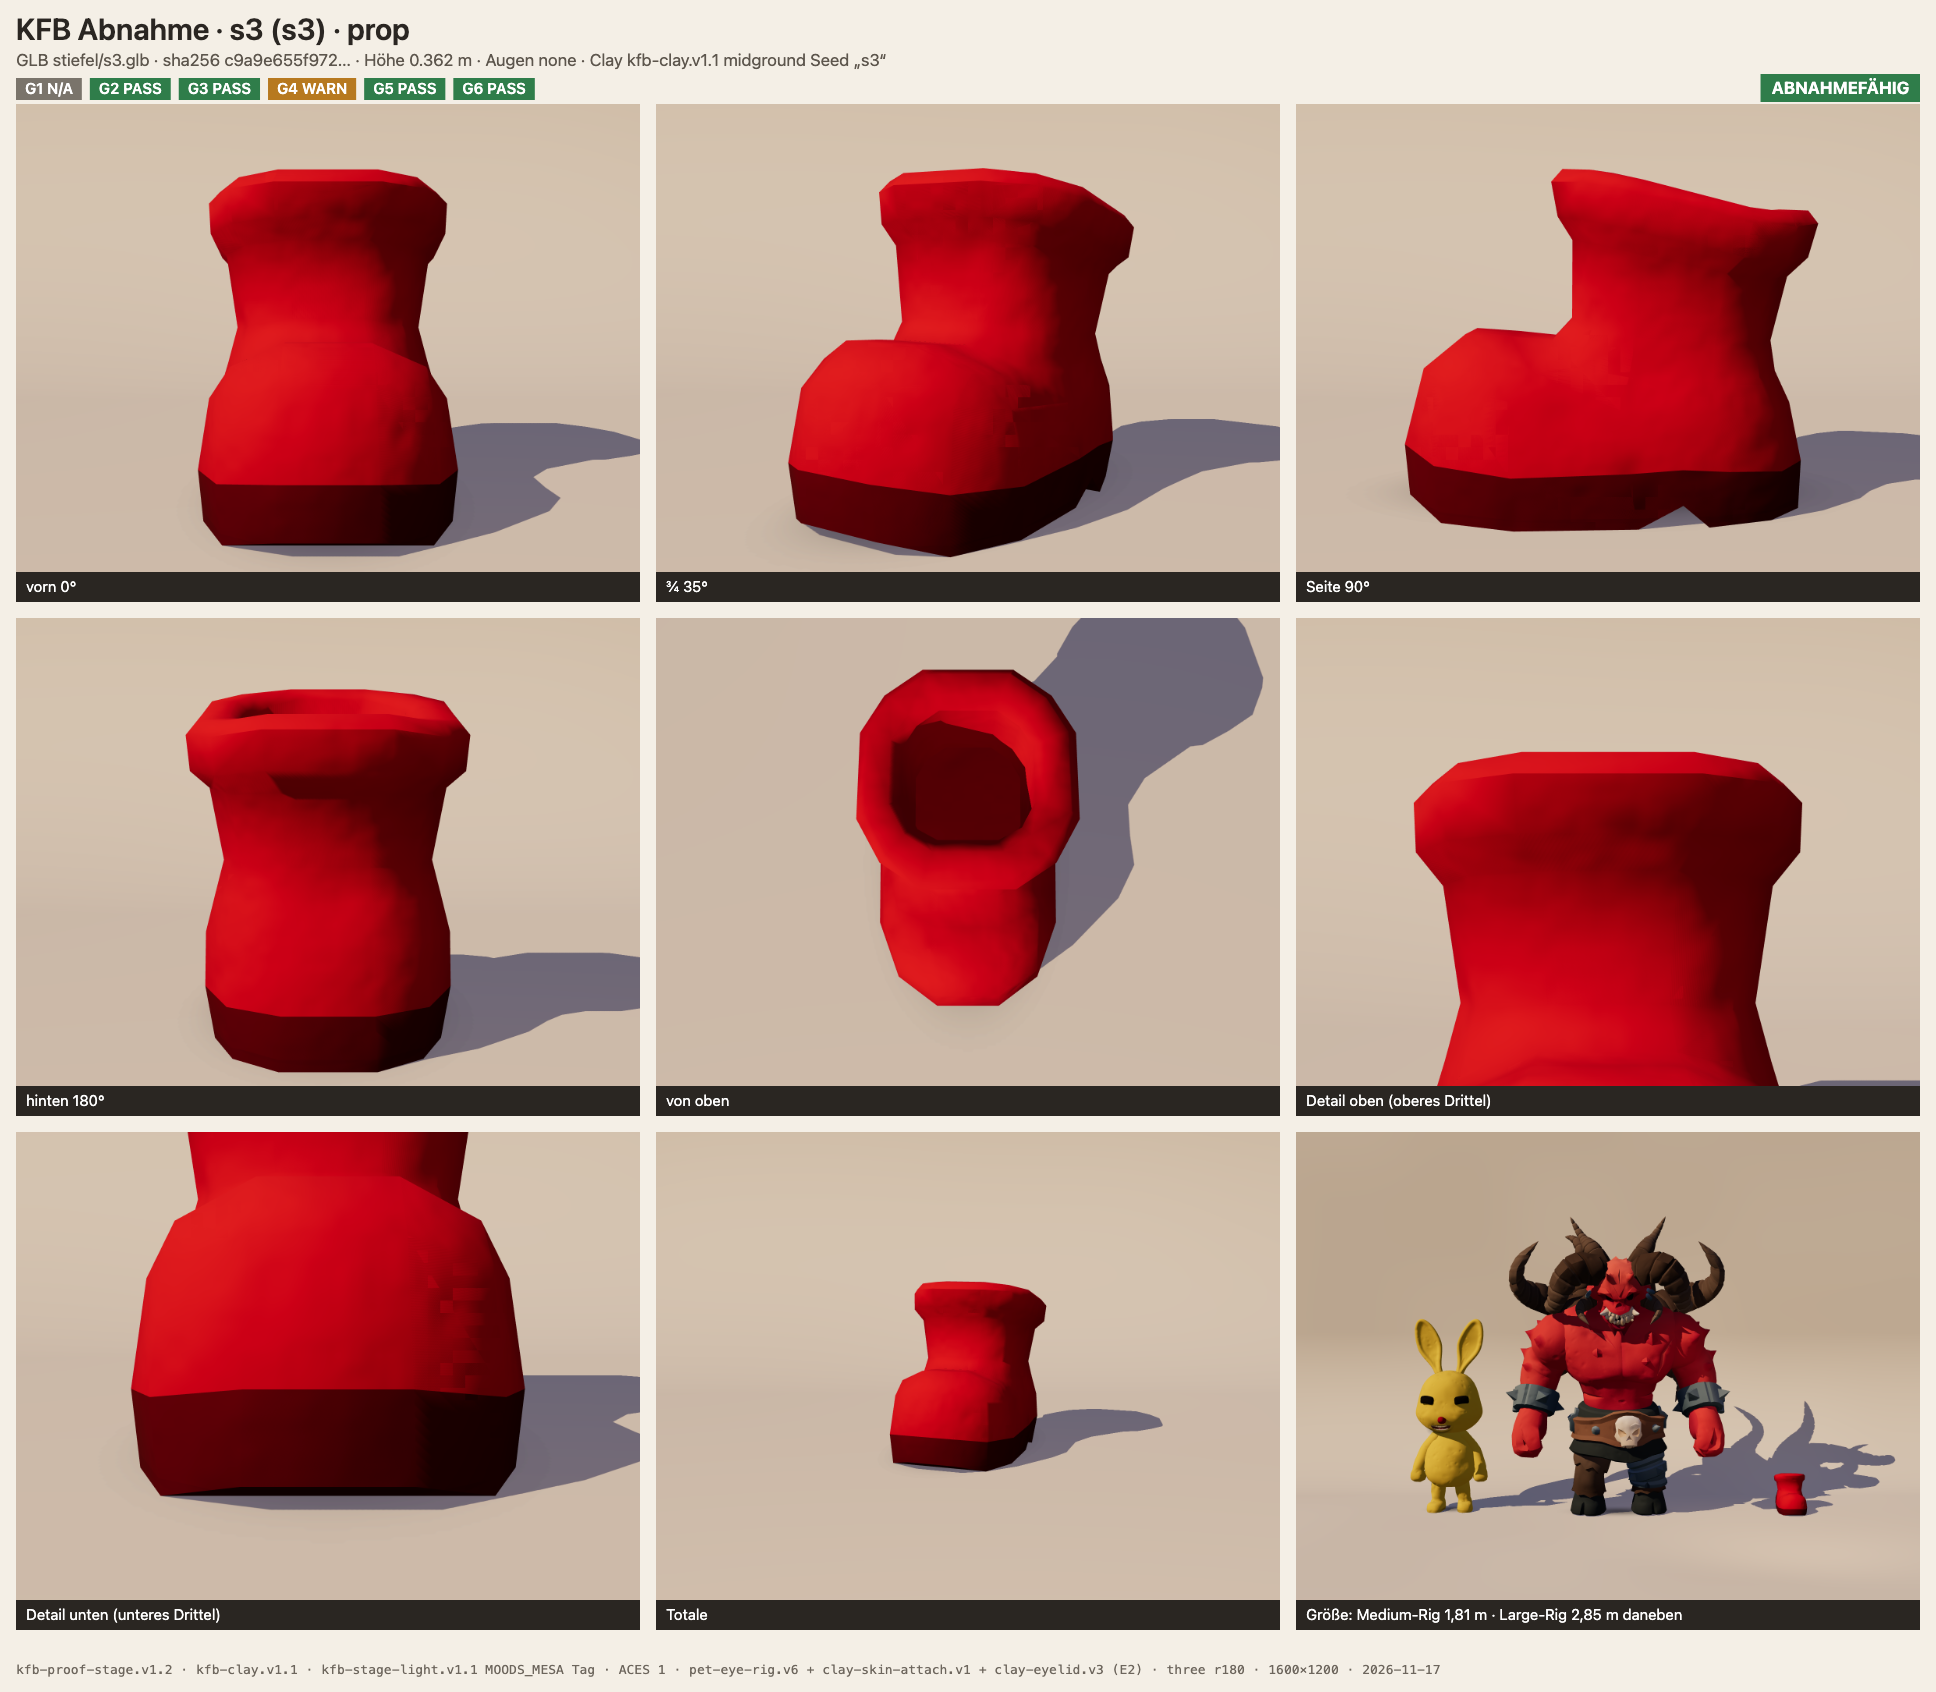 KFB Abnahme · s3 (s3) · prop
GLB stiefel/s3.glb · sha256 c9a9e655f972... · Höhe 0.362 m · Augen none · Clay kfb-clay.v1.1 midground Seed „s3“
G1 N/A G2 PASS G3 PASS G4 WARN G5 PASS G6 PASS ABNAHMEFÄHIG
vorn 0°
¾ 35°
Seite 90°
hinten 180°
von oben
Detail oben (oberes Drittel)
Detail unten (unteres Drittel)
Totale
Größe: Medium-Rig 1,81 m · Large-Rig 2,85 m daneben
kfb-proof-stage.v1.2 · kfb-clay.v1.1 · kfb-stage-light.v1.1 MOODS_MESA Tag · ACES 1 · pet-eye-rig.v6 + clay-skin-attach.v1 + clay-eyelid.v3 (E2) · three r180 · 1600×1200 · 2026-11-17